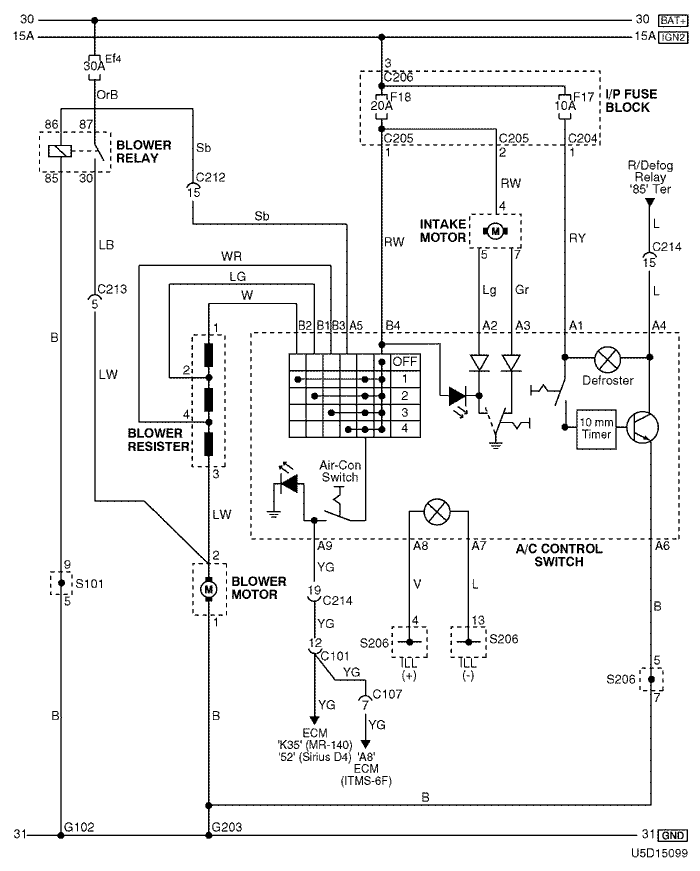 30 30 BAT+
15A 15A IGN2
Ef4
30A
3
C206
F18
20A
F17
10A
I/P FUSE
BLOCK
OrB
86 87
BLOWER
RELAY
85 30
Sb
C212
15
C205 C205 C204
1 2 1
R/Defog
Relay
'85' Ter
RW
4
INTAKE
MOTOR
M
5 7
L
C214
15
L
Sb
WR
LG
W
LB
C213
5
B
LW
RW
Lg
Gr
RY
B2 B1 B3 A5 B4 A2 A3 A1 A4
1
2
4
3
BLOWER
RESISTER
OFF
1
2
3
4
Defroster
10 mm
Timer
Air-Con
Switch
LW
A9 A8 A7 A6
A/C CONTROL
SWITCH
9
S101
5
2
M
BLOWER
MOTOR
1
YG
19
C214
YG
12
C101
YG
YG
C107
7
YG
V
L
4
S206
ILL
(+)
13
S206
ILL
(-)
B
5
S206
7
B
B
ECM
'K35' (MR-140)
'52' (Sirius D4)
'A8'
ECM
(ITMS-6F)
B
31 G102 G203 31 GND
U5D15099